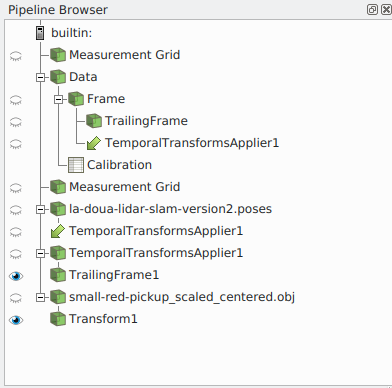 Pipeline Browser
builtin:
Measurement Grid
Data
Frame
TrailingFrame
TemporalTransformsApplier1
Calibration
Measurement Grid
la-doua-lidar-slam-version2.poses
TemporalTransformsApplier1
TemporalTransformsApplier1
TrailingFrame1
small-red-pickup_scaled_centered.obj
Transform1